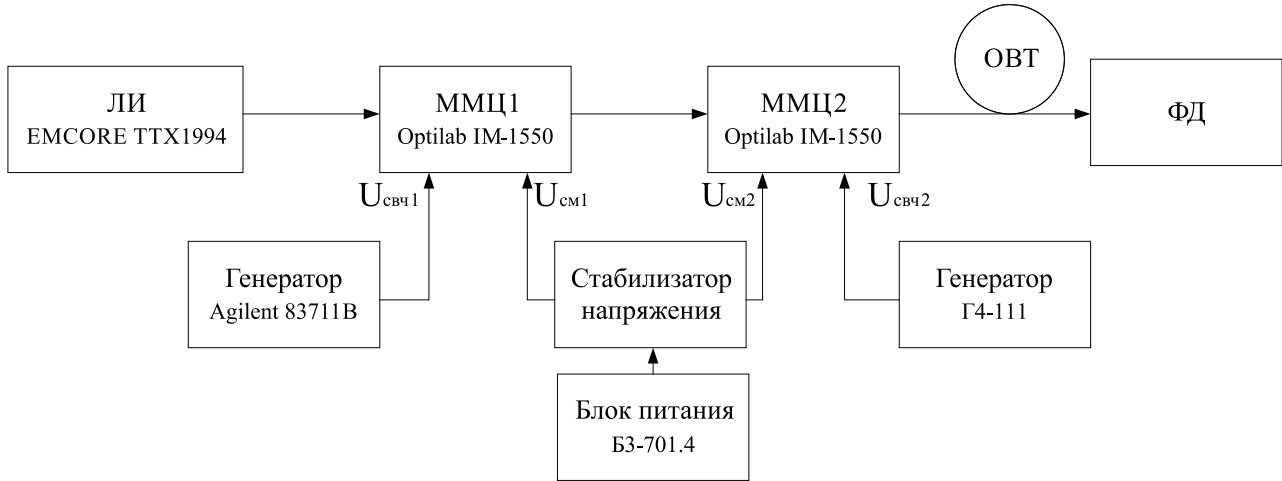 ОВТ
ЛИ
EMCORE TTX1994
ММЦ1
Optilab IM-1550
ММЦ2
Optilab IM-1550
ФД
Uсвч1
Uсм1
Uсм2
Uсвч2
Генератор
Agilent 83711B
Стабилизатор
напряжения
Генератор
Г4-111
Блок питания
Б3-701.4